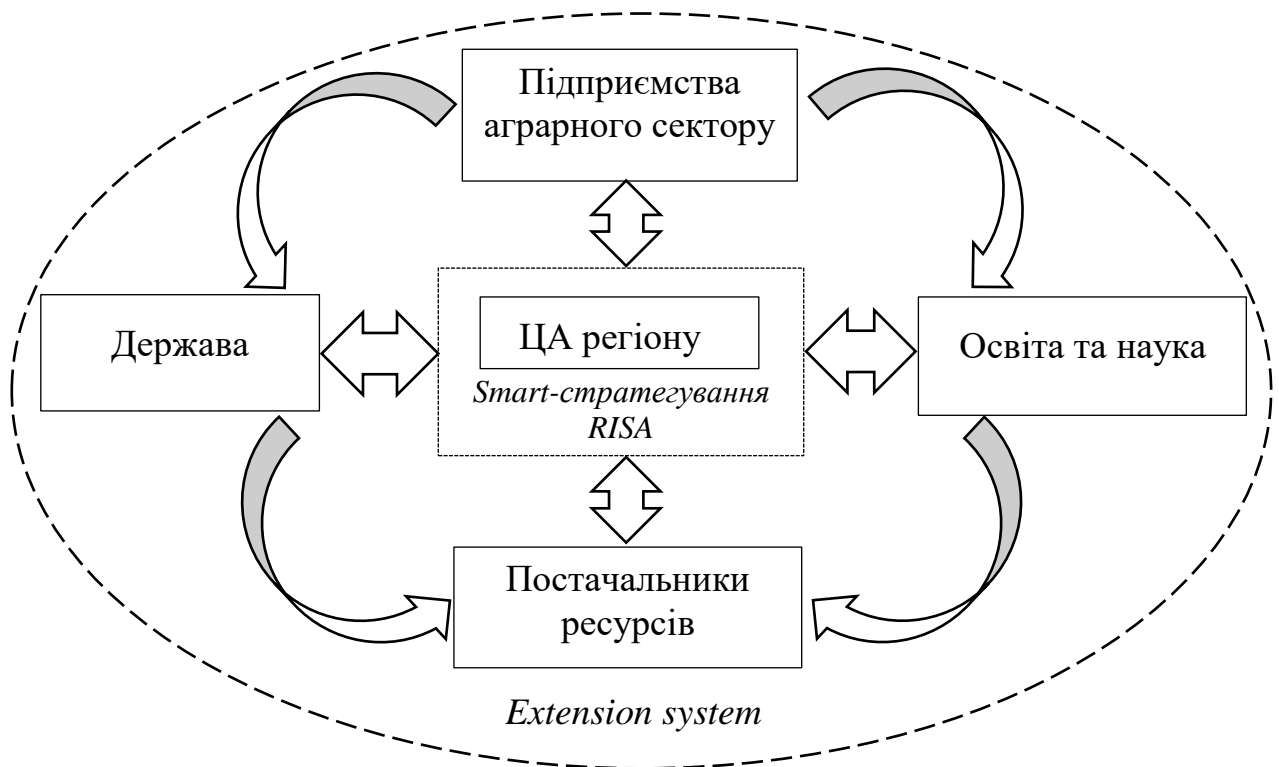 Підприємства
аграрного сектору
Держава
ЦА регіону
Smart-стратегування
RISA
Освіта та наука
Постачальники
ресурсів
Extension system